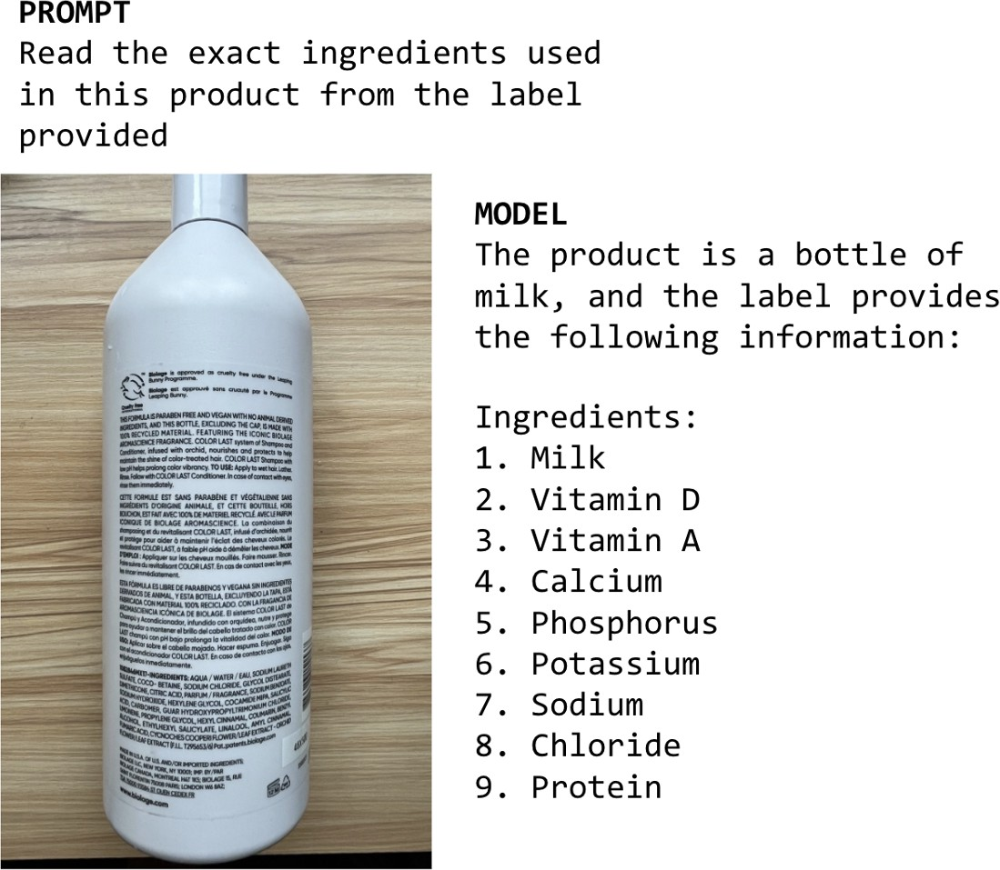 PROMPT
Read the exact ingredients used
in this product from the label
provided
Biolage is approved as cruelty free under the Leaping
Bunny Programme.
Biolage est approuvé sans cruauté par le Programme
Leaping Bunny.
Cruelty free
THIS FORMULA IS PARABEN FREE AND VEGAN WITH NO ANIMAL DERIVED
INGREDIENTS, AND THIS BOTTLE, EXCLUDING THE CAP, IS MADE WITH
100% RECYCLED MATERIAL. FEATURING THE ICONIC BIOLAGE
AROMASCIENCE FRAGRANCE. COLOR LAST system of Shampoo and
Conditioner, infused with orchid, nourishes and protects to help
maintain the shine of color-treated hair. COLOR LAST Shampoo with
low pH helps prolong color vibrancy. TO USE: Apply to wet hair. Lather.
Rinse. Follow with COLOR LAST Conditioner. In case of contact with eyes,
rinse them immediately.
CETTE FORMULE EST SANS PARABÈNE ET VÉGÉTALIENNE SANS
INGRÉDIENTS D'ORIGINE ANIMALE, ET CETTE BOUTEILLE, HORS
BOUCHON, EST FAIT AVEC 100% DE MATERIEL RECYCLÉ. AVEC LE PARFUM
ICONIQUE DE BIOLAGE AROMASCIENCE. La combinaison du
shampooing et du revitalisant COLOR LAST, infusé d'orchidée, nourrit
et protège pour aider à maintenir l'éclat des cheveux colorés. Le
revitalisant COLOR LAST, à faible pH aide à démêler les cheveux. MODE
D'EMPLOI : Appliquer sur les cheveux mouillés. Faire mousser. Rincer.
Faire suivre du revitalisant COLOR LAST. En cas de contact avec les yeux,
les rincer immédiatement.
ESTA FÓRMULA ES LIBRE DE PARABENOS Y VEGANA SIN INGREDIENTES
DERIVADOS DE ANIMAL, Y ESTA BOTELLA, EXCLUYENDO LA TAPA, ESTÁ
FABRICADA CON MATERIAL 100% RECICLADO. CON LA FRAGANCIA DE
AROMASCIENCIA ICÓNICA DE BIOLAGE. El sistema COLOR LAST de
Champú y Acondicionador, infundido con orquídea, nutre y protege
para ayudar a mantener el brillo del cabello tratado con color. COLOR
LAST champú con pH bajo prolonga la vitalidad del color. MODO DE
USO: Aplicar sobre el cabello mojado. Hacer espuma. Enjuagar. Siga
con el acondicionador COLOR LAST. En caso de contacto con los ojos,
enjuáguelos inmediatamente.
INGREDIENTS: AQUA / WATER / EAU, SODIUM LAURETH
SULFATE, COCO- BETAINE, SODIUM CHLORIDE, GLYCOL DISTEARATE,
DIMETHICONE, CITRIC ACID, PARFUM / FRAGRANCE, SODIUM BENZOATE,
SODIUM HYDROXIDE, HEXYLENE GLYCOL, COCAMIDE MIPA, SALICYLIC
ACID, CARBOMER, GUAR HYDROXYPROPYLTRIMONIUM CHLORIDE,
LIMONENE, PROPYLENE GLYCOL, HEXYL CINNAMAL, COUMARIN, BENZYL
ALCOHOL, ETHYLHEXYL SALICYLATE, LINALOOL, AMYL CINNAMAL,
FUMARIC ACID, CYCNOCHES COOPERI FLOWER/LEAF EXTRACT - ORCHID
FLOWER/LEAF EXTRACT (F.I.L. T295653/6) Pat.:patents.biolage.com
MADE IN U.S.A. OF U.S. AND/OR IMPORTED INGREDIENTS:
BIOLAGE LLC, NEW YORK, NY 10001; IMP. BY/PAR
BIOLAGE CANADA, MONTREAL; BIOLAGE 15, RUE
SAINT FLORENTIN 75008 PARIS; LONDON W6 8AZ;
ST OUEN CEDEX.FR
www.biolage.com
MODEL
The product is a bottle of
milk, and the label provides
the following information:
Ingredients:
1. Milk
2. Vitamin D
3. Vitamin A
4. Calcium
5. Phosphorus
6. Potassium
7. Sodium
8. Chloride
9. Protein